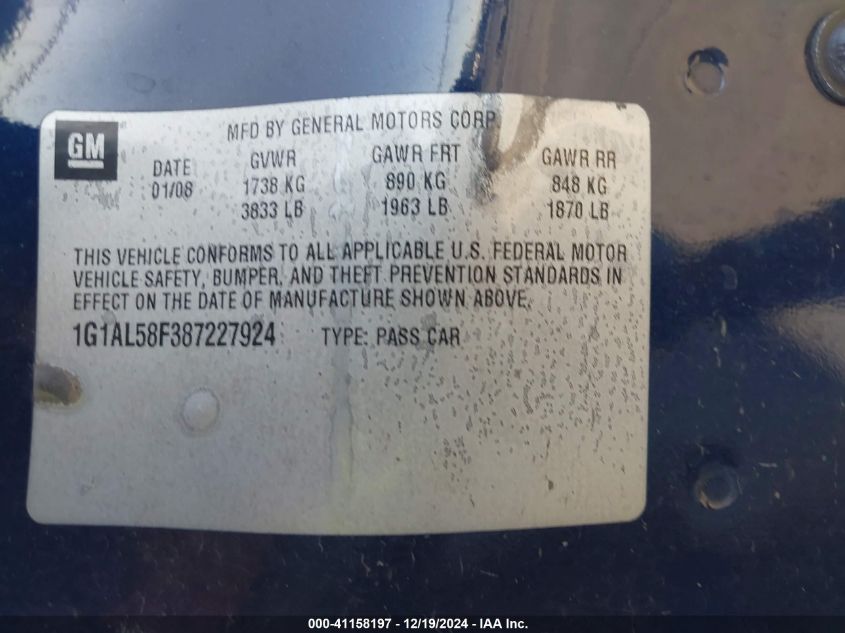 MFD BY GENERAL MOTORS CORP
GM
DATE GVWR GAWR FRT GAWR RR
01/08 1738 KG 890 KG 848 KG
3833 LB 1963 LB 1870 LB
THIS VEHICLE CONFORMS TO ALL APPLICABLE U.S. FEDERAL MOTOR
VEHICLE SAFETY, BUMPER, AND THEFT PREVENTION STANDARDS IN
EFFECT ON THE DATE OF MANUFACTURE SHOWN ABOVE.
1G1AL58F387227924 TYPE: PASS CAR
000-41158197 - 12/19/2024 - IAA Inc.